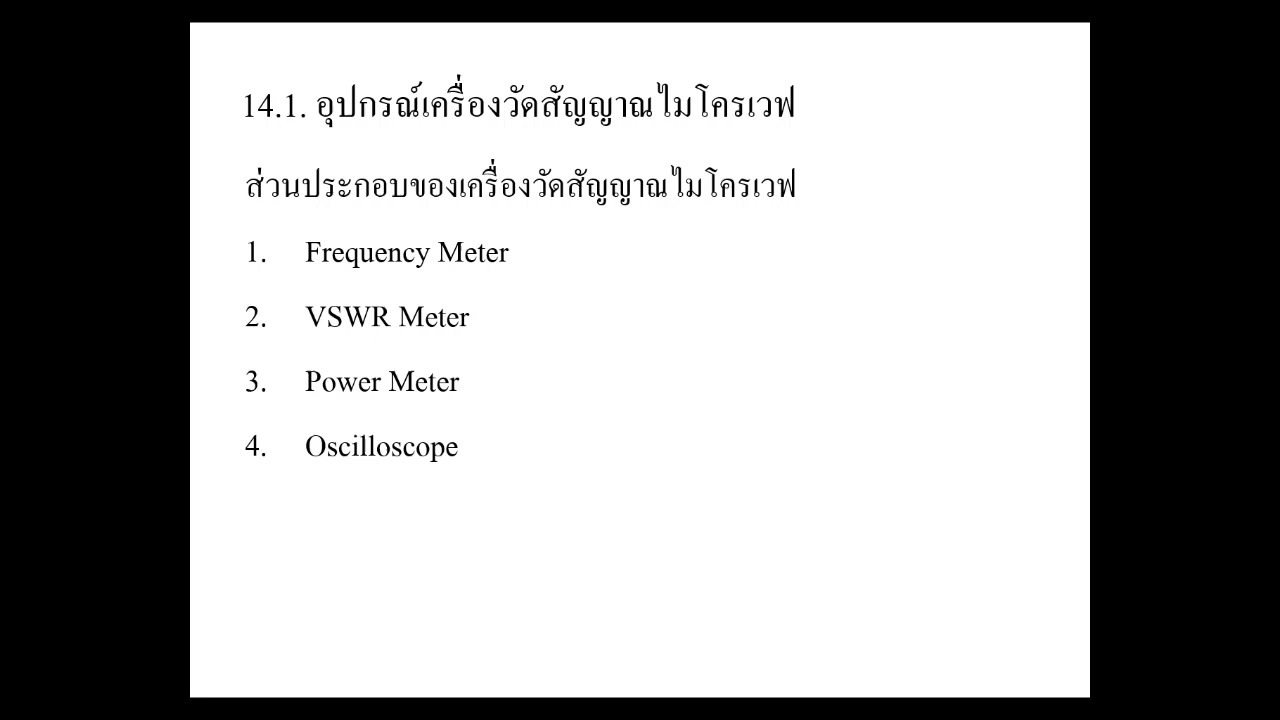 14.1. อุปกรณ์เครื่องวัดสัญญาณไมโครเวฟ
ส่วนประกอบของเครื่องวัดสัญญาณไมโครเวฟ
1. Frequency Meter
2. VSWR Meter
3. Power Meter
4. Oscilloscope